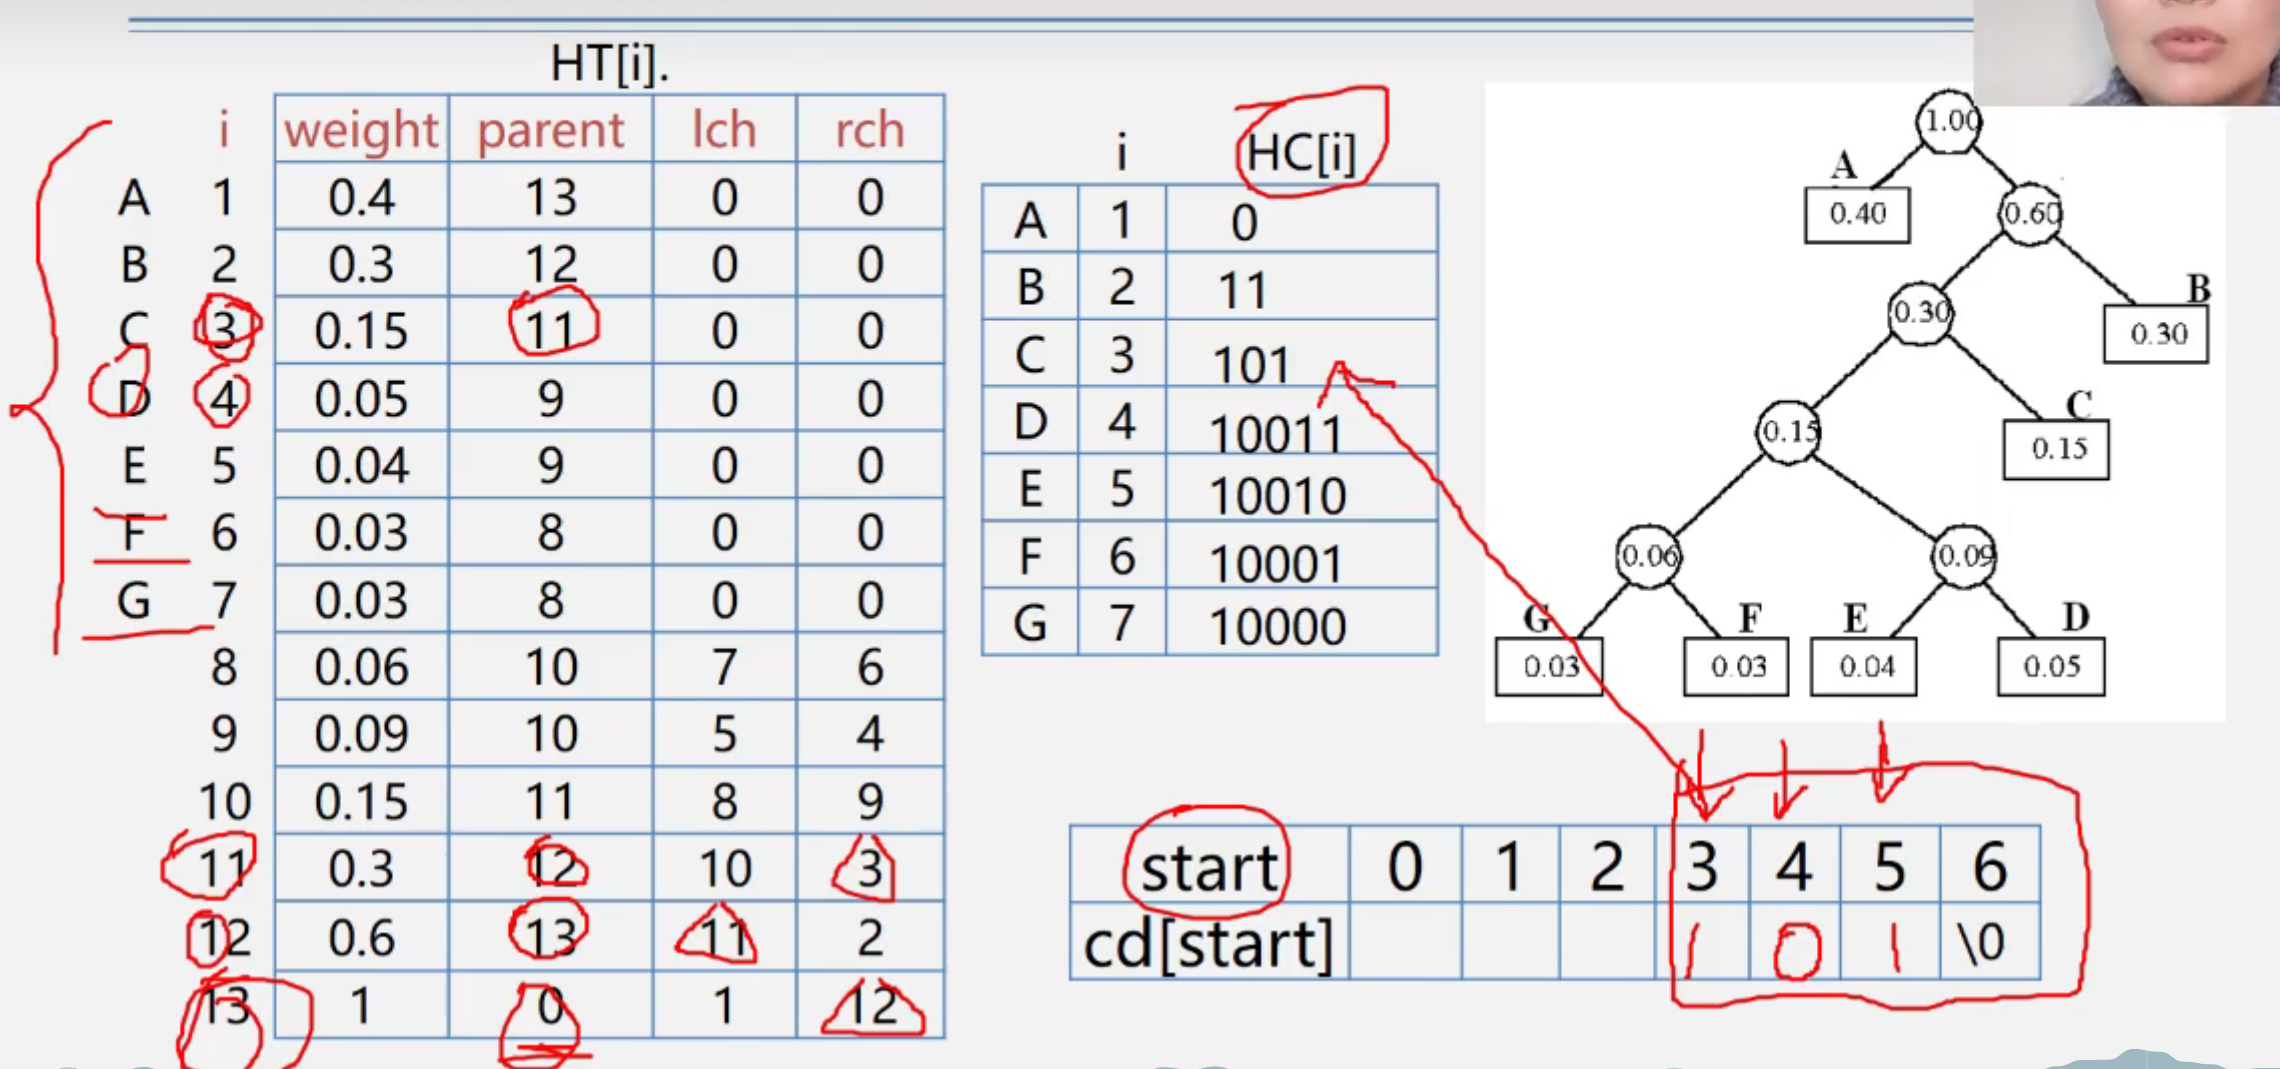 HT[i].
i weight parent lch rch
A 1 0.4 13 0 0
B 2 0.3 12 0 0
C 3 0.15 11 0 0
D 4 0.05 9 0 0
E 5 0.04 9 0 0
F 6 0.03 8 0 0
G 7 0.03 8 0 0
8 0.06 10 7 6
9 0.09 10 5 4
10 0.15 11 8 9
11 0.3 12 10 3
12 0.6 13 11 2
13 1 0 1 12
i HC[i]
A 1 0
B 2 11
C 3 101
D 4 10011
E 5 10010
F 6 10001
G 7 10000
1.00
A
0.40 0.60
B
0.30 0.30
C
0.15 0.15
0.06 0.09
G F E D
0.03 0.03 0.04 0.05
start 0 1 2 3 4 5 6
cd[start] 1 0 1 \0